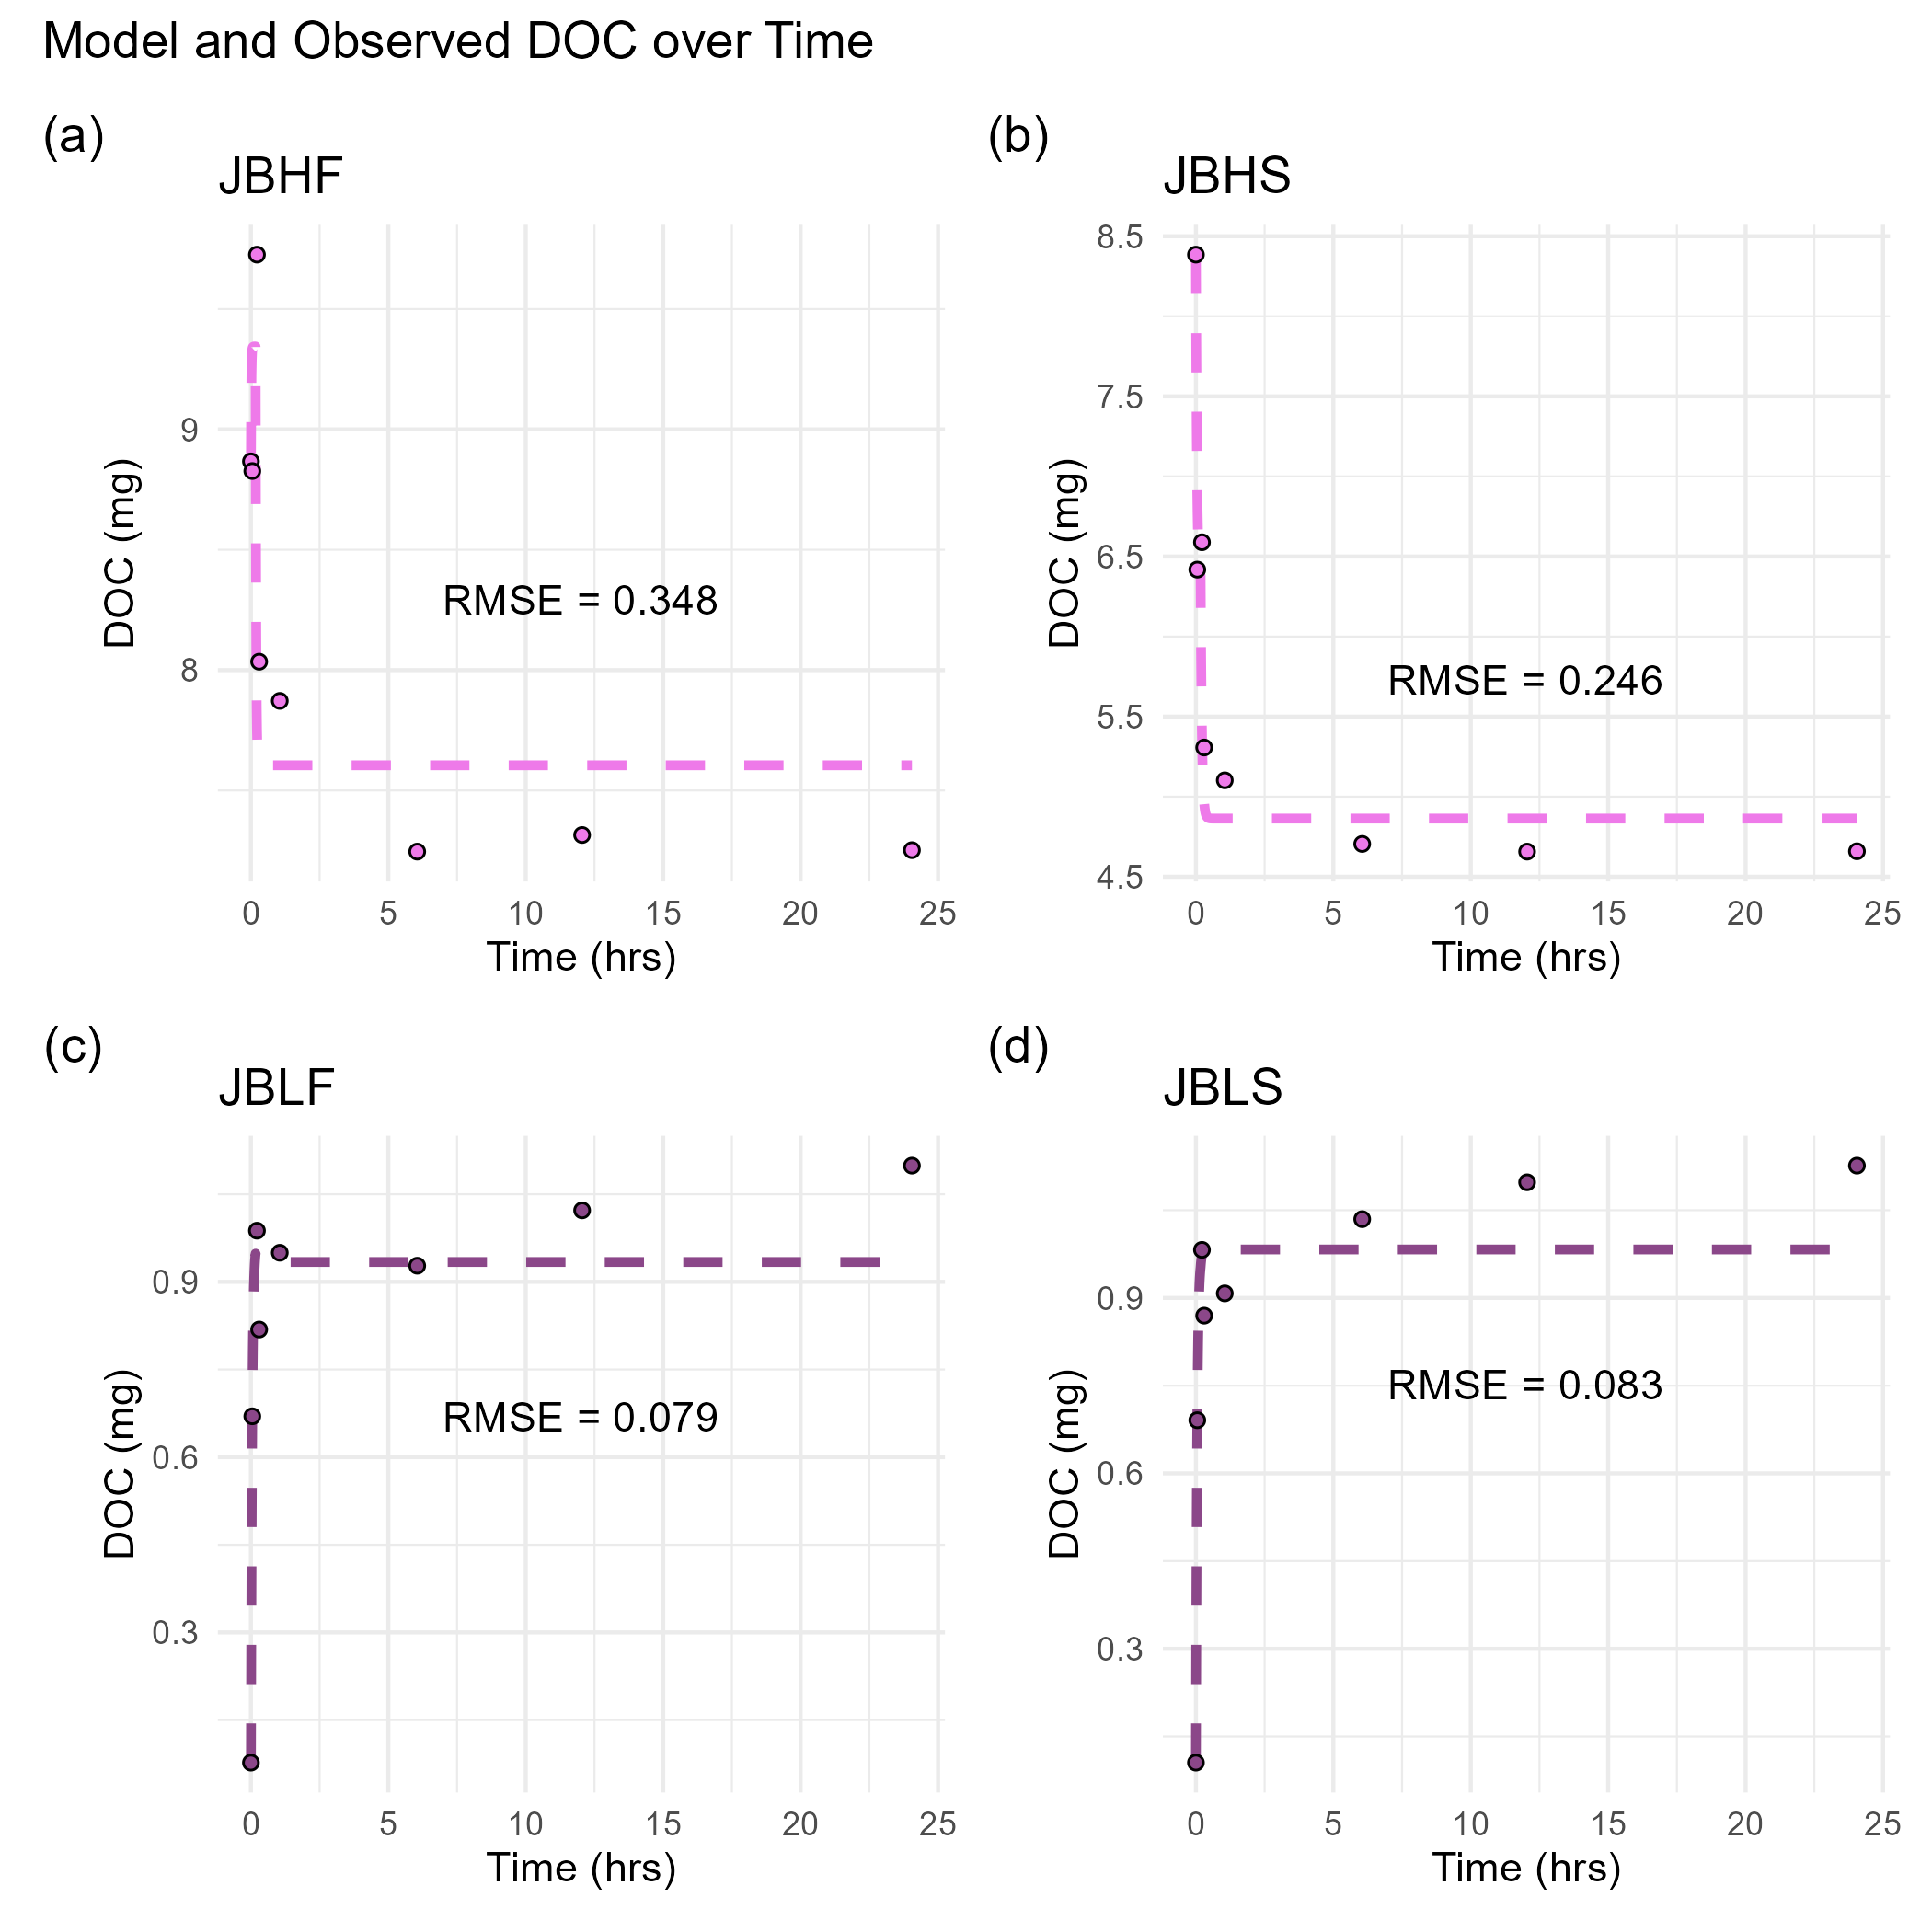 Model and Observed DOC over Time
(a)
JBHF
DOC (mg)
9
8
RMSE = 0.348
0 5 10 15 20 25
Time (hrs)
(b)
JBHS
DOC (mg)
8.5
7.5
6.5
5.5
4.5
RMSE = 0.246
0 5 10 15 20 25
Time (hrs)
(c)
JBLF
DOC (mg)
0.9
0.6
0.3
RMSE = 0.079
0 5 10 15 20 25
Time (hrs)
(d)
JBLS
DOC (mg)
0.9
0.6
0.3
RMSE = 0.083
0 5 10 15 20 25
Time (hrs)